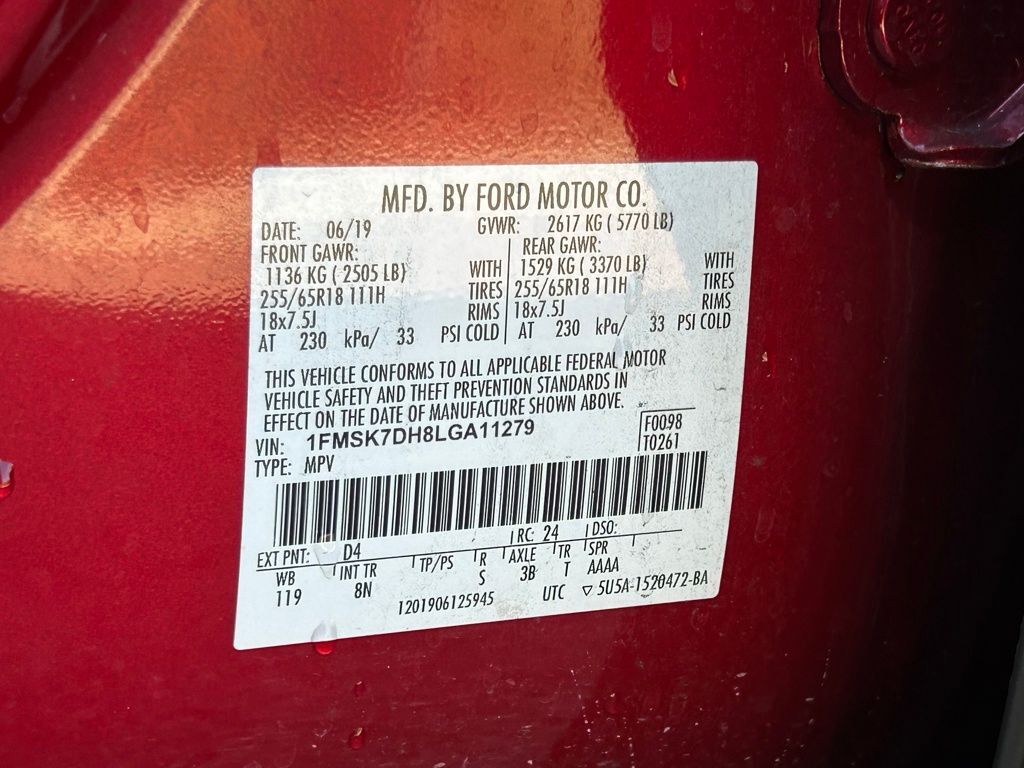 MFD. BY FORD MOTOR CO.
DATE: 06/19 GVWR: 2617 KG ( 5770 LB)
FRONT GAWR: REAR GAWR:
1136 KG ( 2505 LB) WITH 1529 KG ( 3370 LB) WITH
255/65R18 111H TIRES 255/65R18 111H TIRES
18x7.5J RIMS 18x7.5J RIMS
AT 230 kPa/ 33 PSI COLD AT 230 kPa/ 33 PSI COLD
THIS VEHICLE CONFORMS TO ALL APPLICABLE FEDERAL MOTOR
VEHICLE SAFETY AND THEFT PREVENTION STANDARDS IN
EFFECT ON THE DATE OF MANUFACTURE SHOWN ABOVE.
VIN: 1FMSK7DH8LGA11279 F0098
TYPE: MPV T0261
EXT PNT: D4 RC: 24 DSO:
WB INT TR TP/PS R AXLE TR SPR
119 8N S 3B T AAAA
1201906125945 UTC ▽ 5U5A-1520472-BA